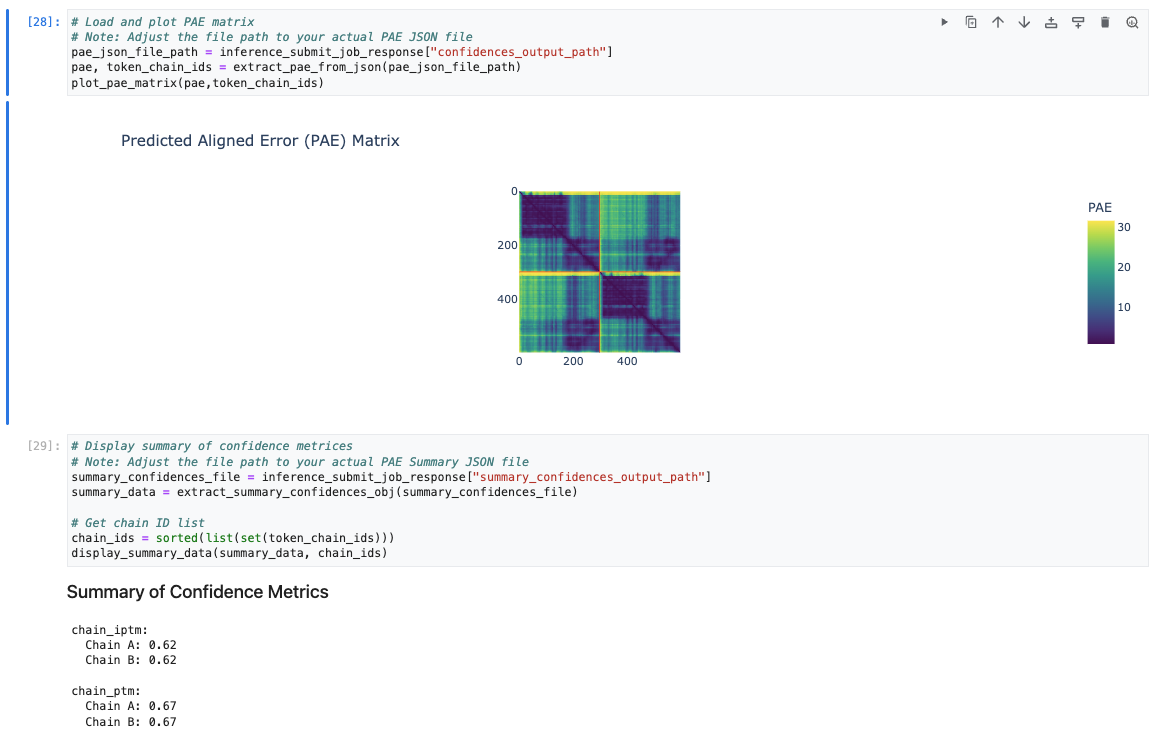 [28]:
# Load and plot PAE matrix
# Note: Adjust the file path to your actual PAE JSON file
pae_json_file_path = inference_submit_job_response["confidences_output_path"]
pae, token_chain_ids = extract_pae_from_json(pae_json_file_path)
plot_pae_matrix(pae,token_chain_ids)
Predicted Aligned Error (PAE) Matrix
0
200
400
0 200 400
PAE
30
20
10
[29]:
# Display summary of confidence metrices
# Note: Adjust the file path to your actual PAE Summary JSON file
summary_confidences_file = inference_submit_job_response["summary_confidences_output_path"]
summary_data = extract_summary_confidences_obj(summary_confidences_file)
# Get chain ID list
chain_ids = sorted(list(set(token_chain_ids)))
display_summary_data(summary_data, chain_ids)
Summary of Confidence Metrics
chain_iptm:
Chain A: 0.62
Chain B: 0.62
chain_ptm:
Chain A: 0.67
Chain B: 0.67